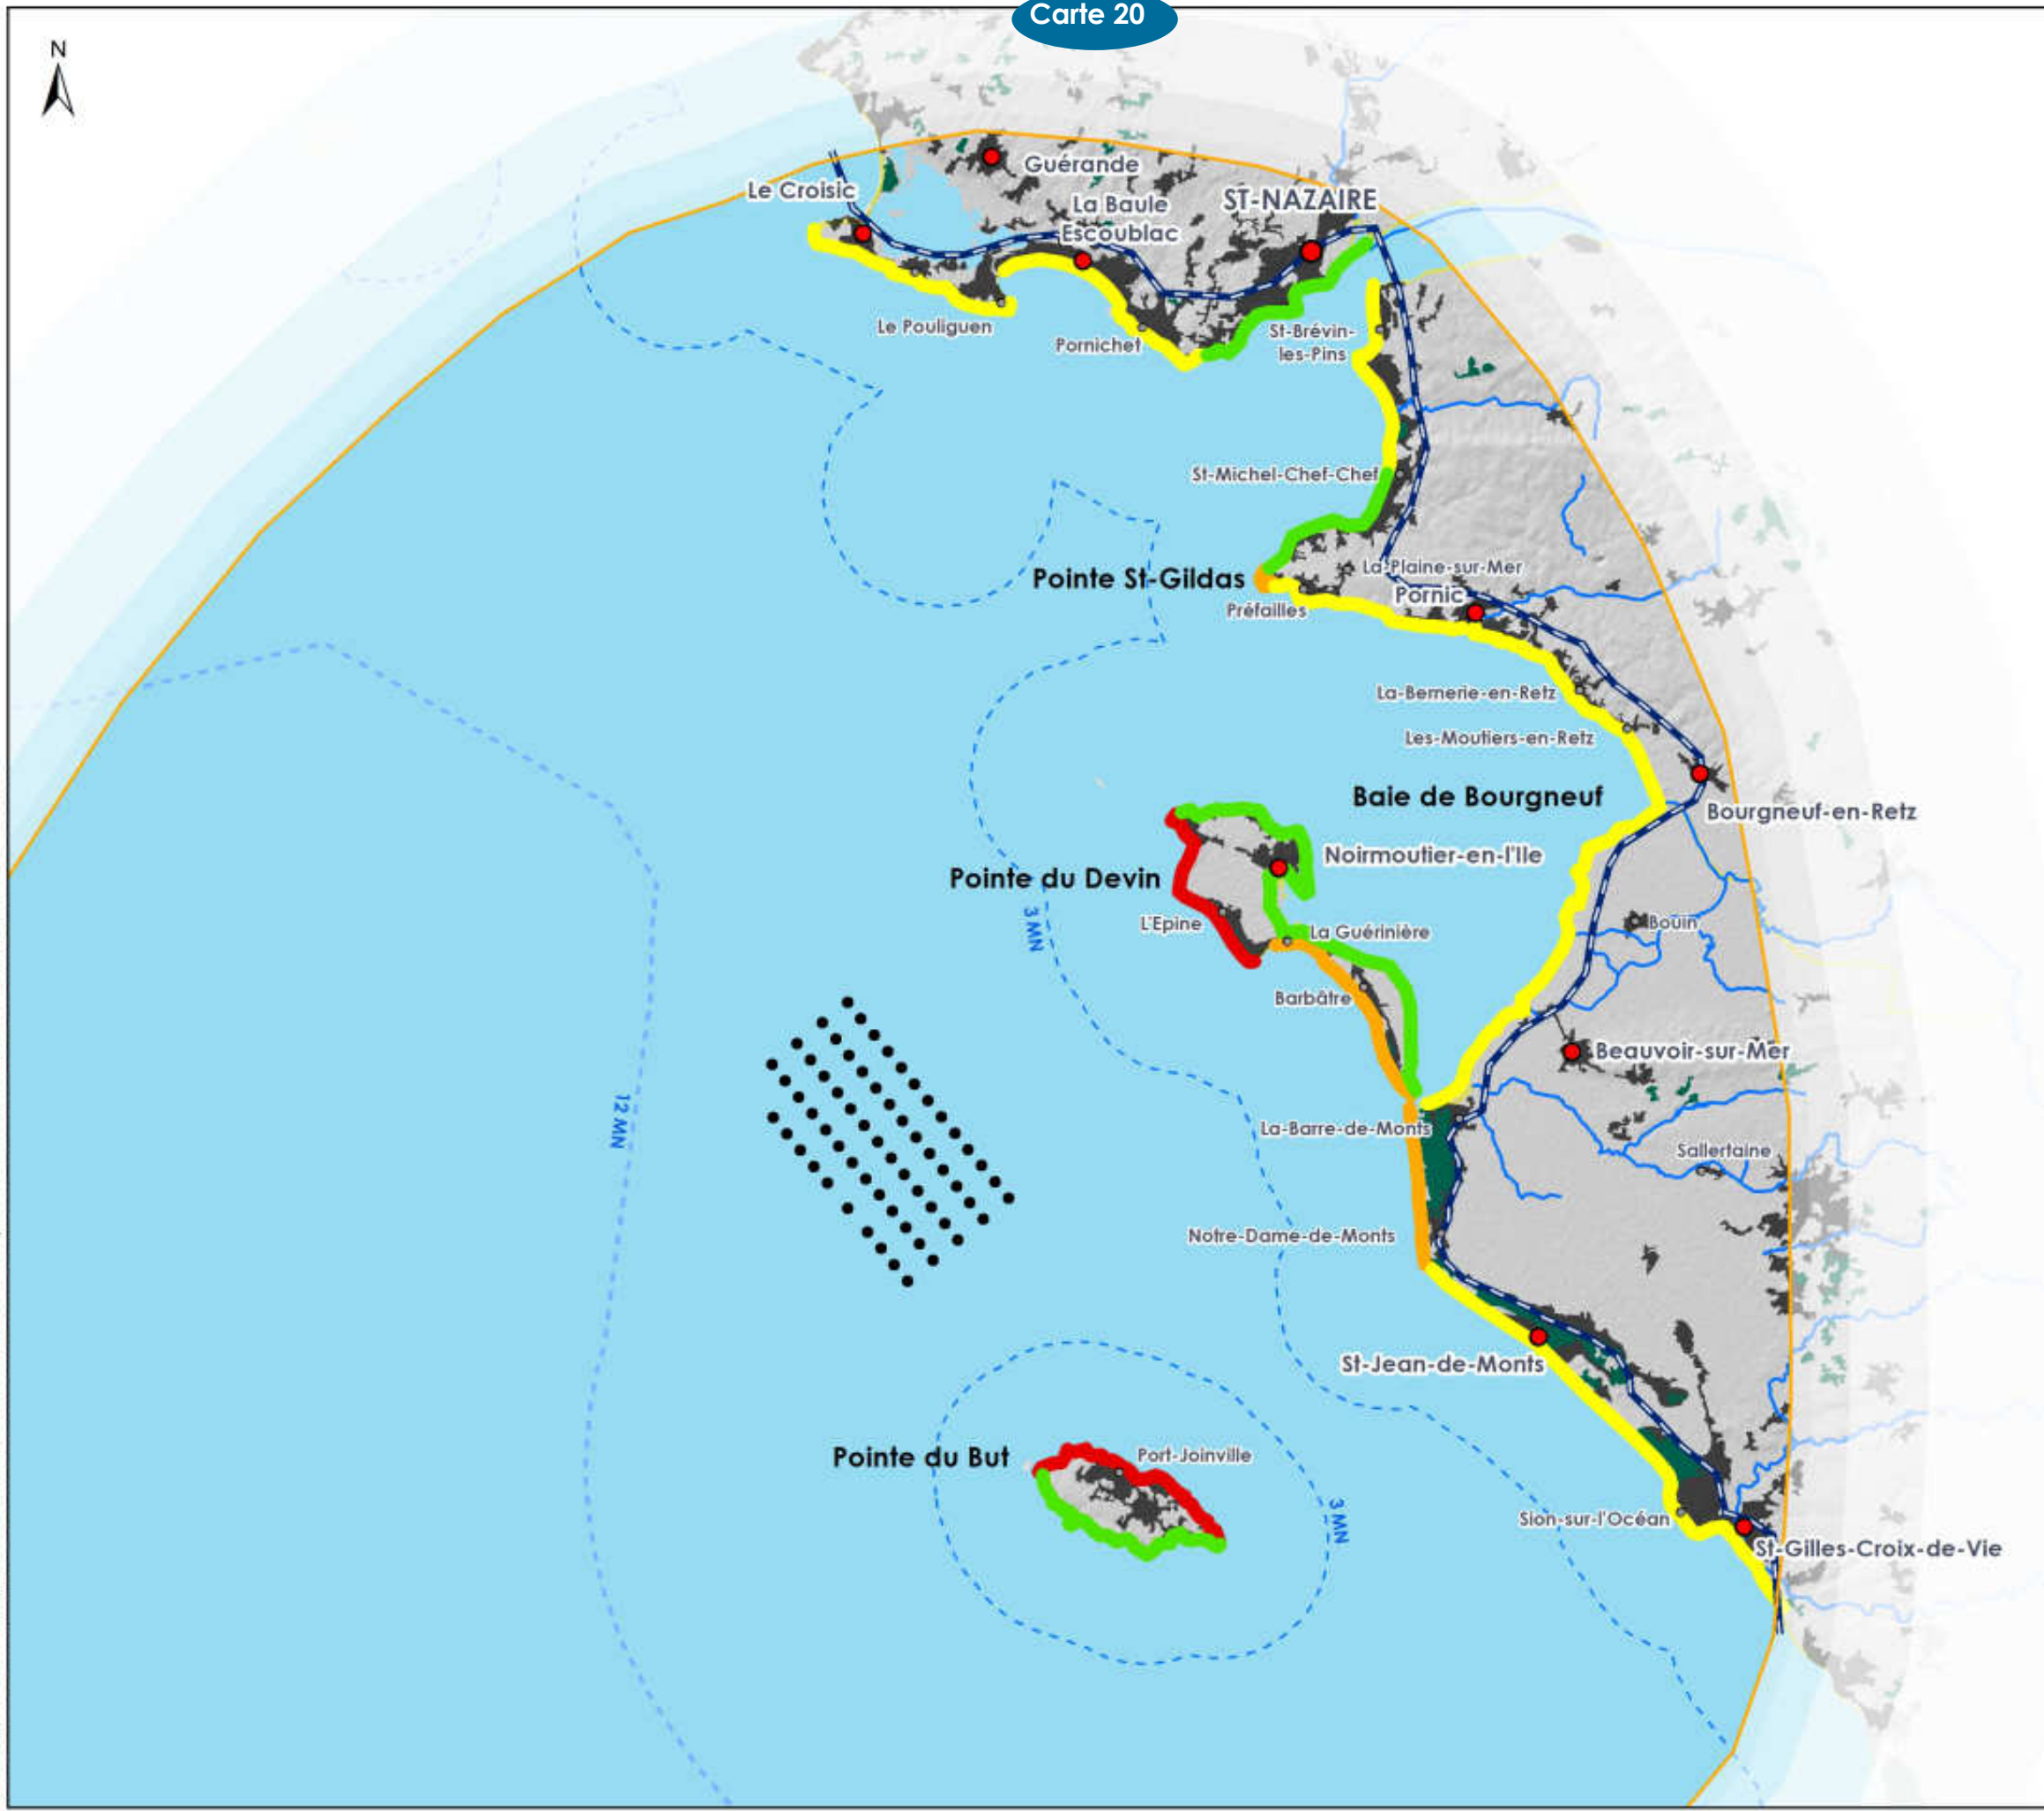 Carte 20
N
Guérande
Le Croisic
La Baule
Escoublac
ST-NAZAIRE
Le Pouliguen
Pornichet
St-Brévin-
les-Pins
St-Michel-Chef-Chef
La-Plaine-sur-Mer
Pointe St-Gildas
Pornic
Préfailles
La-Bernerie-en-Retz
Les-Moutiers-en-Retz
Baie de Bourgneuf
Bourgneuf-en-Retz
Noirmoutier-en-l'Ile
Pointe du Devin
L'Epine
La Guérinière
Bouin
3 MN
Barbâtre
Beauvoir-sur-Mer
12 MN
La-Barre-de-Monts
Sallertaine
Notre-Dame-de-Monts
St-Jean-de-Monts
Pointe du But
Port-Joinville
3 MN
Sion-sur-l'Océan
St-Gilles-Croix-de-Vie